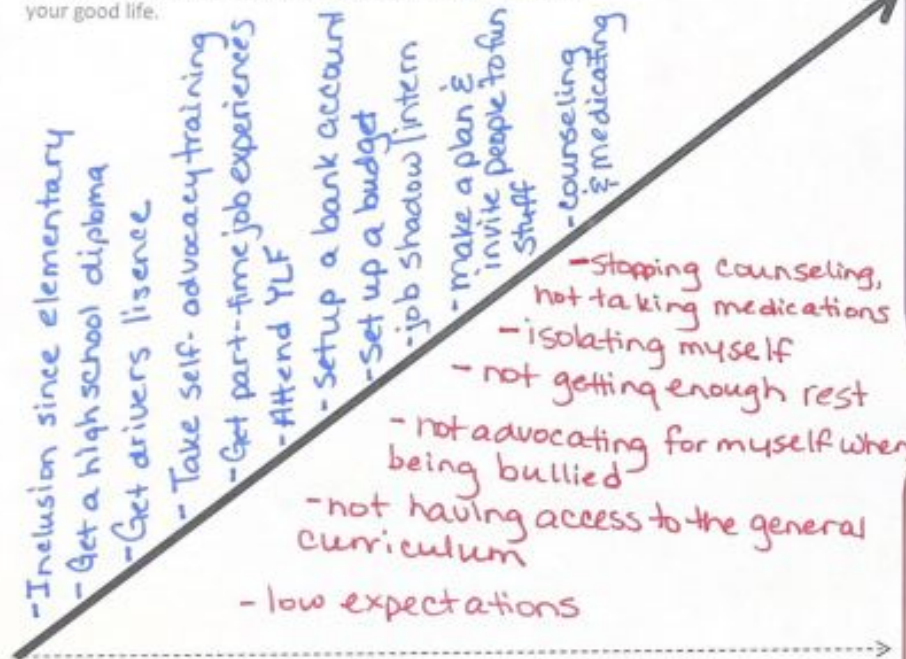 your good life.
-Inclusion since elementary
-Get a high school diploma
-Get drivers lisence
- Take self-advocacy training
-Get part-time job experiences
-Attend YLF
-setup a bank account
-set up a budget
-job shadow/intern
-make a plan &
invite people to fun
stuff
-counseling
& medicating
-stopping counseling,
not taking medications
-isolating myself
- not getting enough rest
- not advocating for myself when
being bullied
-not having access to the general
curriculum
- low expectations